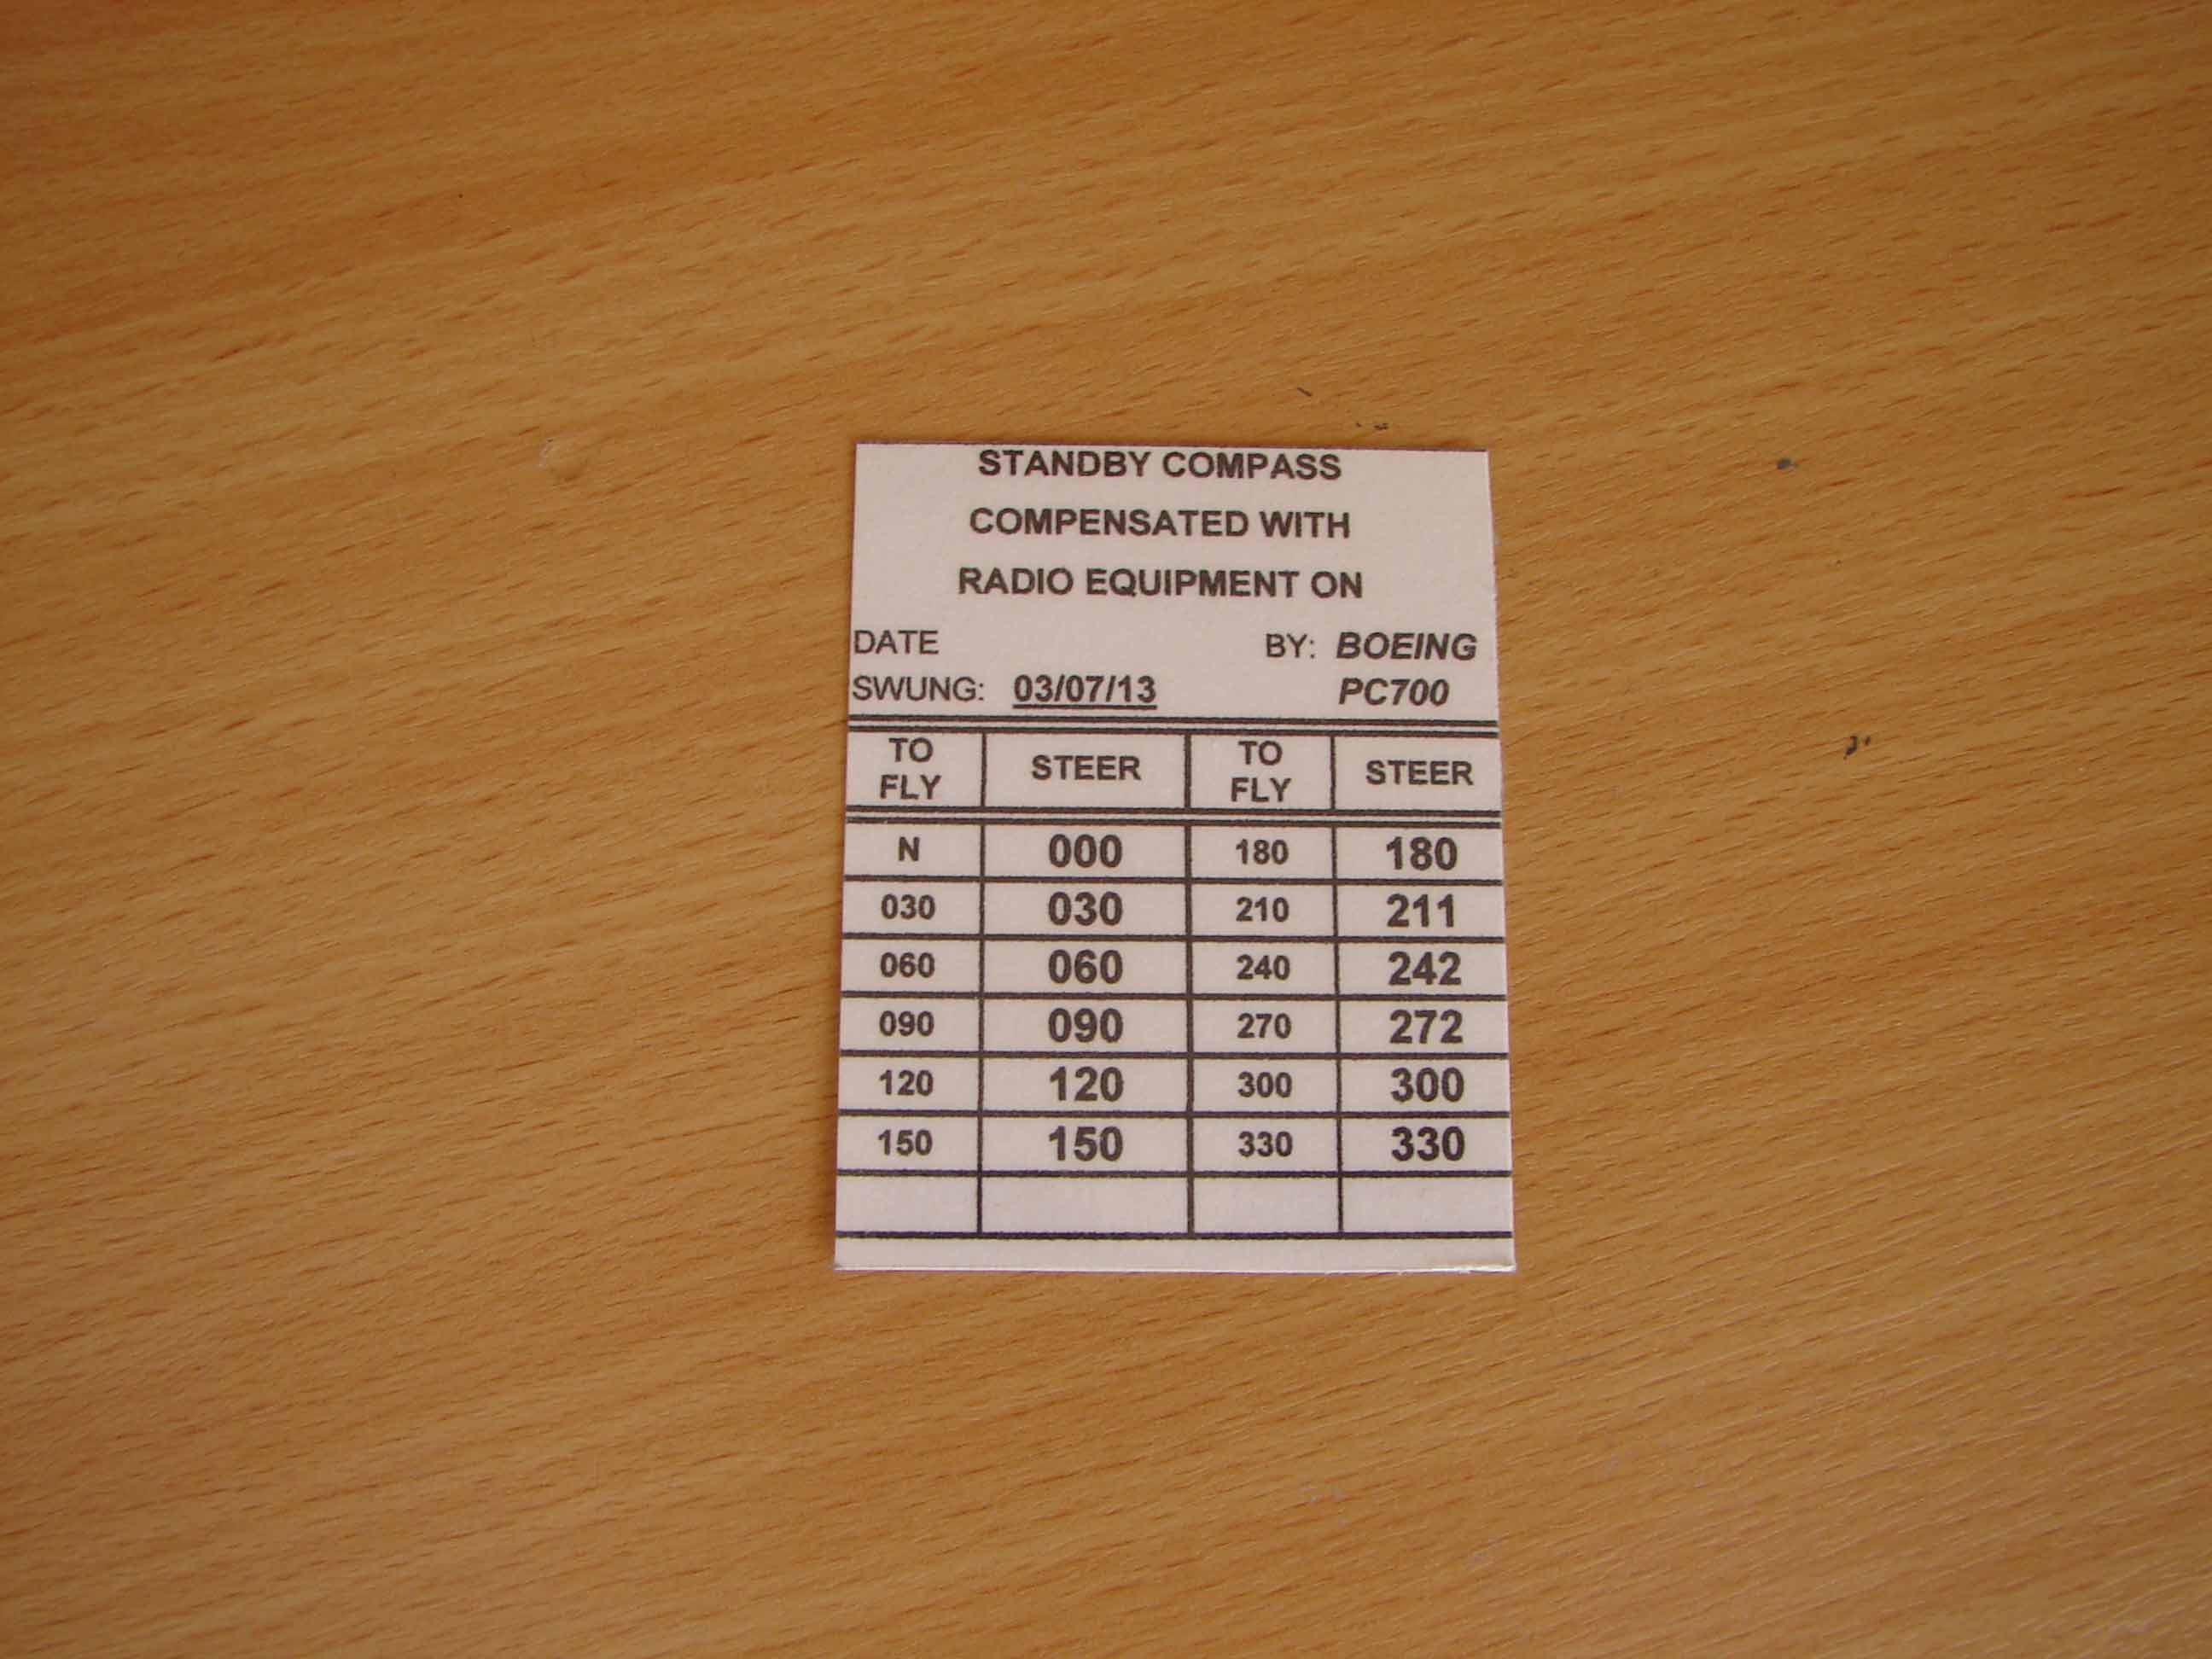 STANDBY COMPASS
COMPENSATED WITH
RADIO EQUIPMENT ON
DATE BY: BOEING
SWUNG: 03/07/13 PC700
TO FLY STEER TO FLY STEER
N 000 180 180
030 030 210 211
060 060 240 242
090 090 270 272
120 120 300 300
150 150 330 330